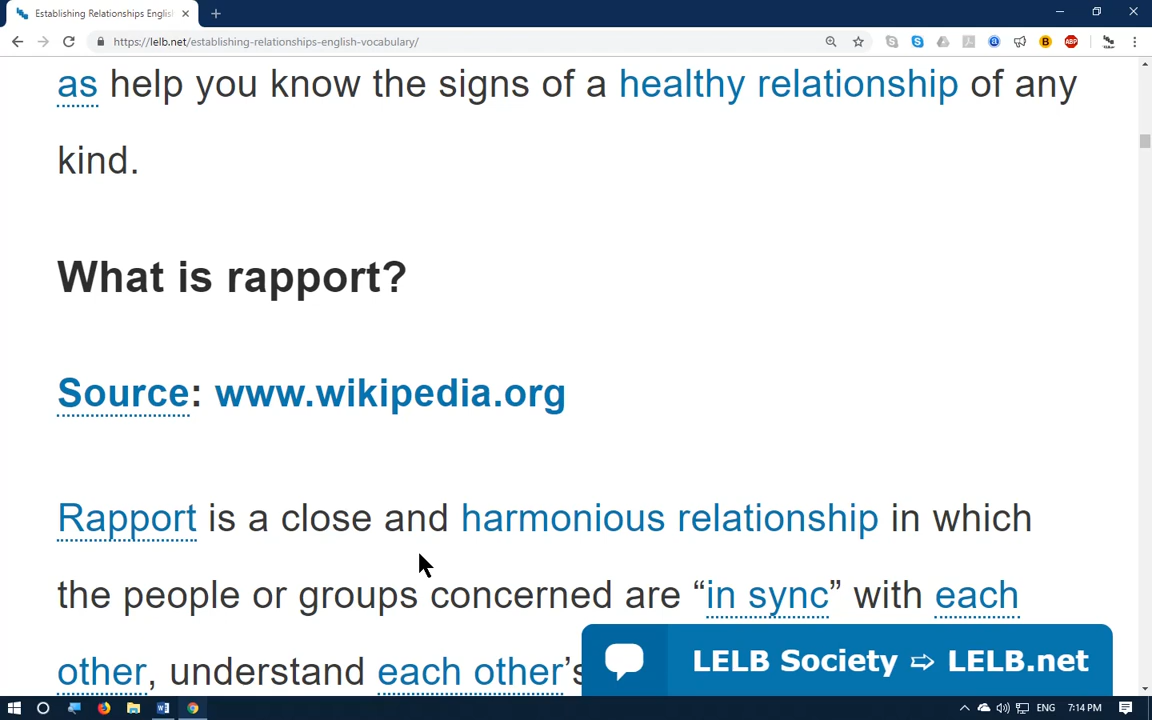 Establishing Relationships Englis
https://lelb.net/establishing-relationships-english-vocabulary/
as help you know the signs of a healthy relationship of any
kind.
What is rapport?
Source: www.wikipedia.org
Rapport is a close and harmonious relationship in which
the people or groups concerned are “in sync” with each
other, understand each other’s
LELB Society ⇨ LELB.net
ENG 7:14 PM